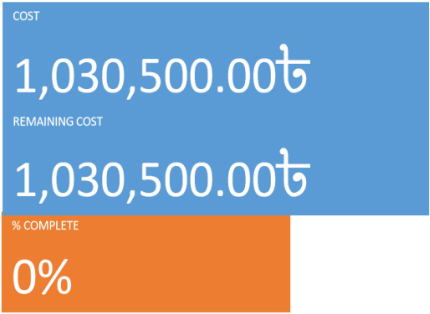 COST
1,030,500.00৳
REMAINING COST
1,030,500.00৳
% COMPLETE
0%